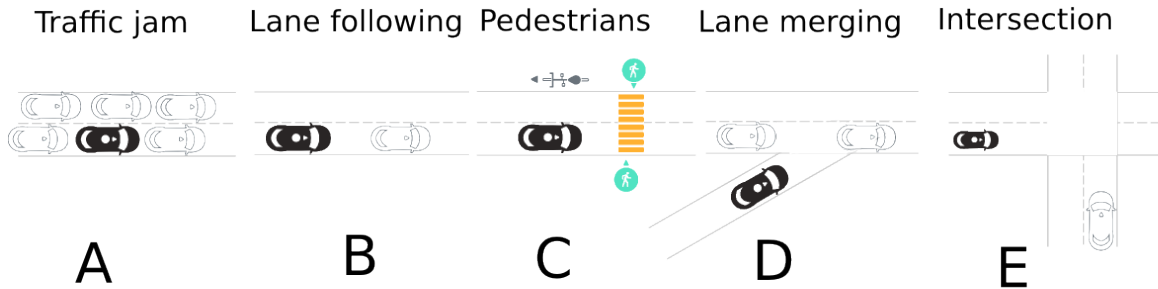 Traffic jam
Lane following
Pedestrians
Lane merging
Intersection
A
B
C
D
E